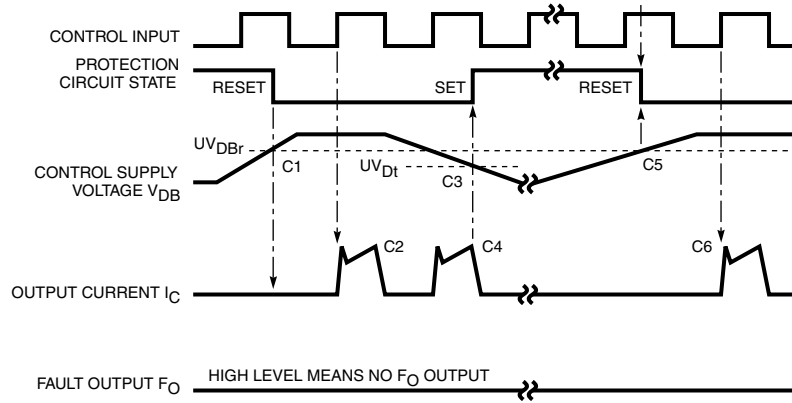 CONTROL INPUT
PROTECTION
CIRCUIT STATE
RESET
SET
RESET
UVDBr
C1
UVDt
C3
C5
CONTROL SUPPLY
VOLTAGE VDB
C2
C4
C6
OUTPUT CURRENT IC
HIGH LEVEL MEANS NO FO OUTPUT
FAULT OUTPUT FO